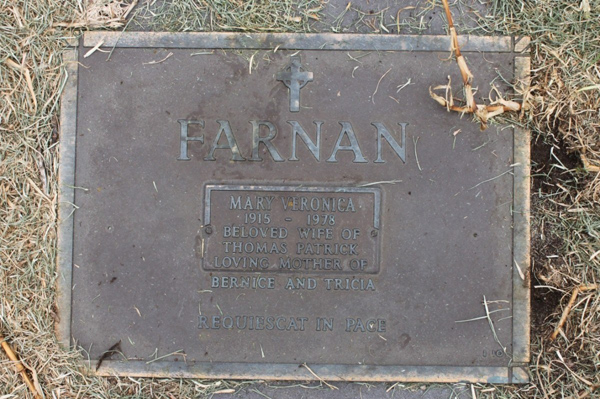 FARNAN
MARY VERONICA
1915 - 1978
BELOVED WIFE OF
THOMAS PATRICK
LOVING MOTHER OF
BERNICE AND TRICIA
REQUIESCAT IN PACE